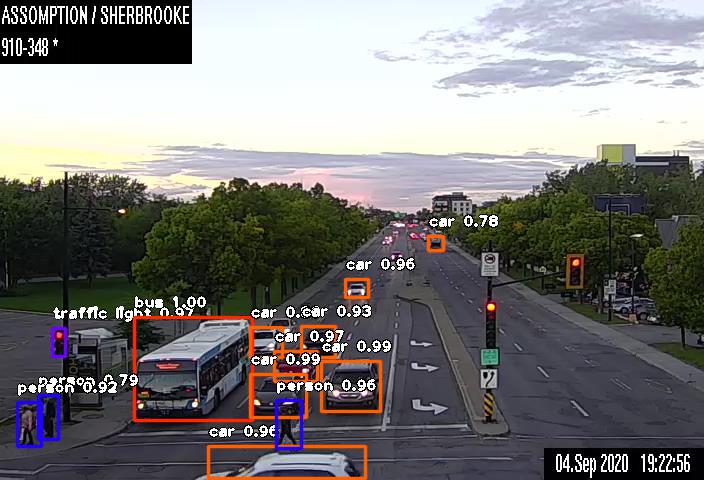 ASSOMPTION / SHERBROOKE
910-348 *
car 0.78
car 0.96
bus 1.00
traffic light 0.97
car 0.93
car 0.97
car 0.99
car 0.99
person 0.79
person 0.92
person 0.96
car 0.96
04.Sep 2020 19:22:56